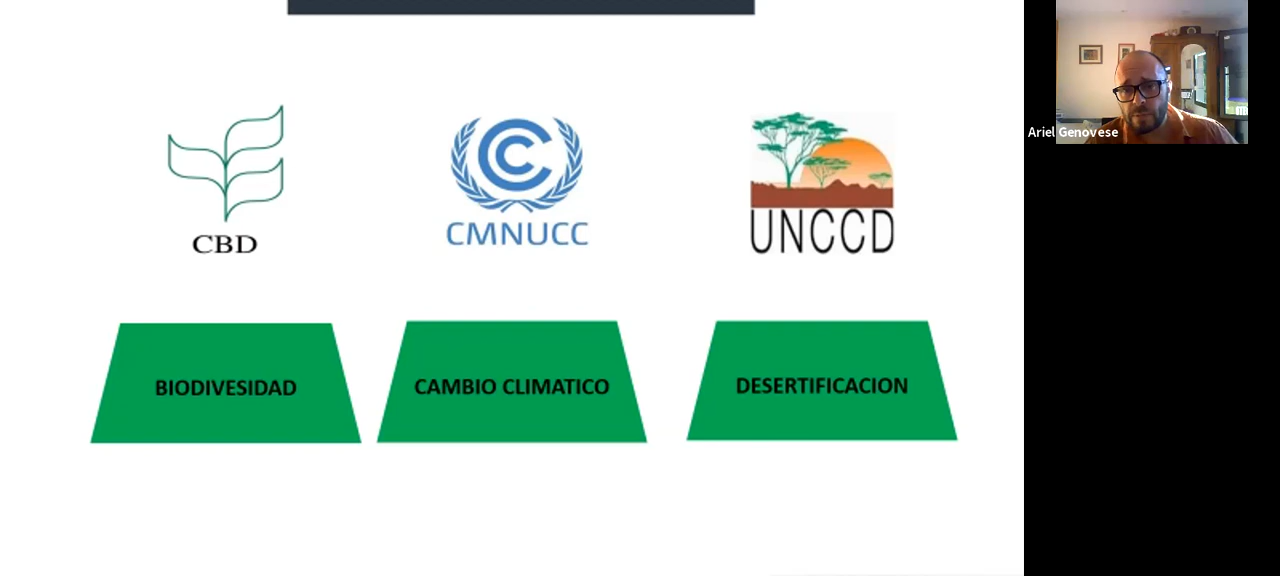 Ariel Genovese
CBD
CMNUCC
UNCCD
BIODIVESIDAD
CAMBIO CLIMATICO
DESERTIFICACION